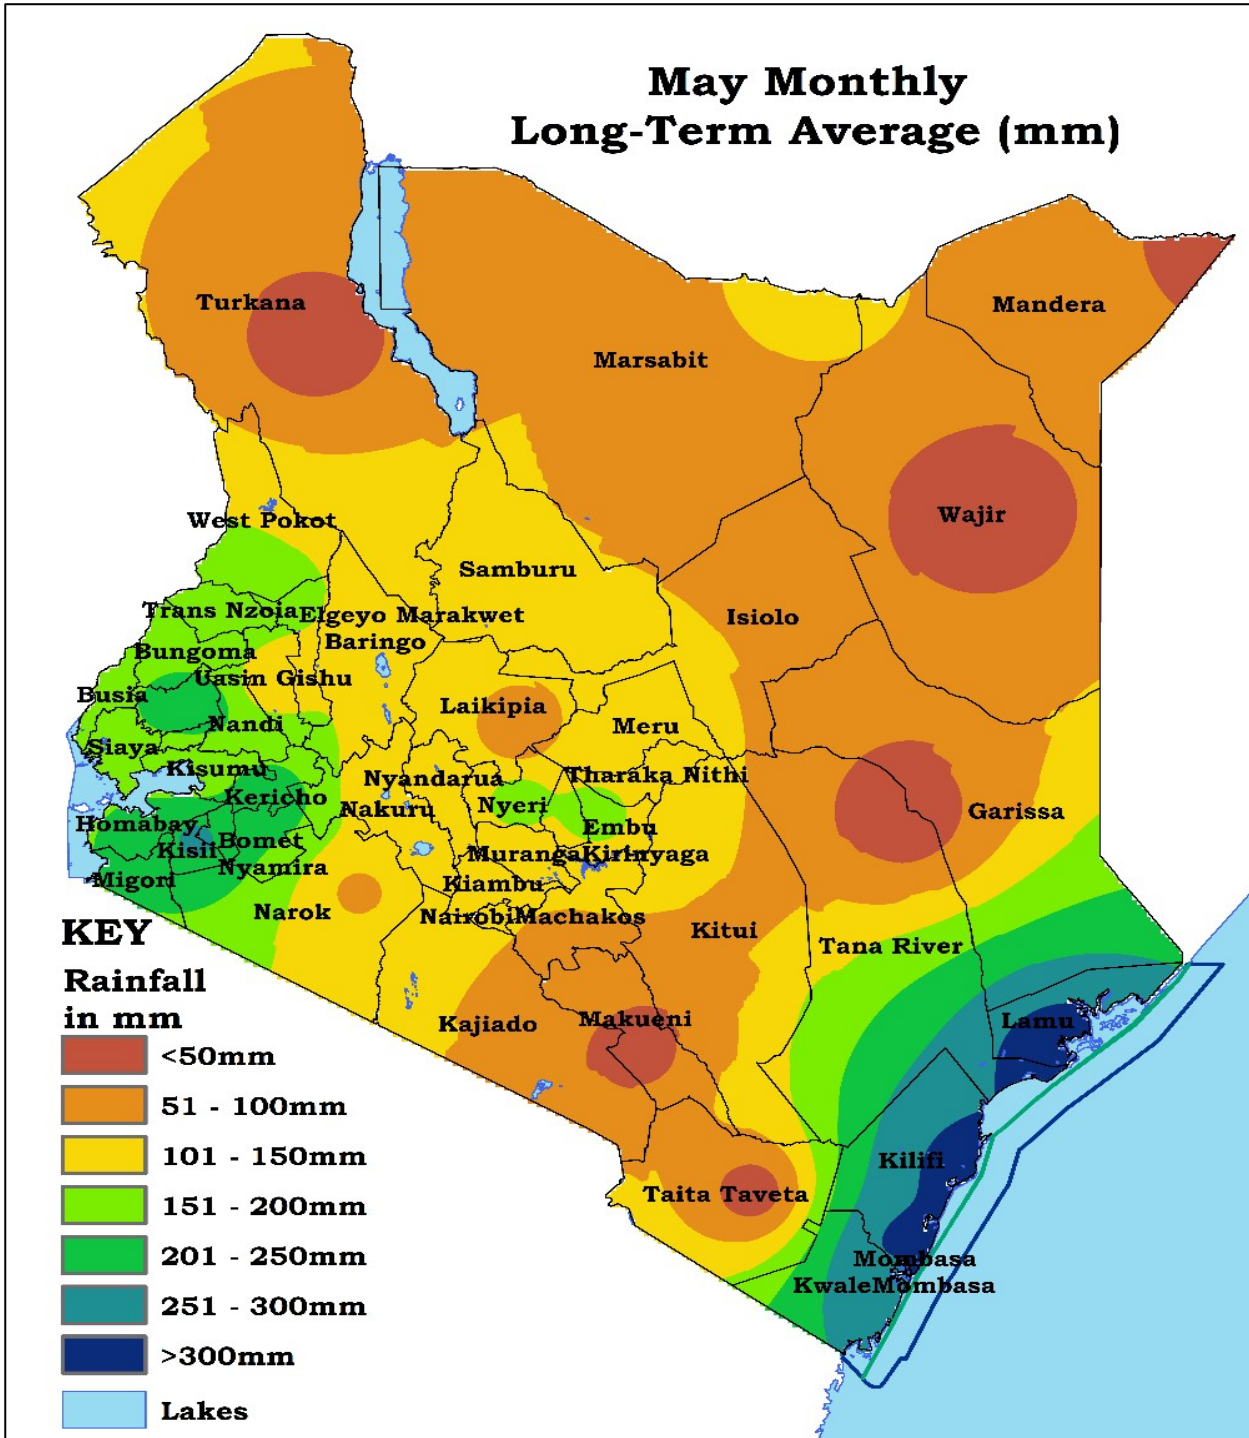 May Monthly
Long-Term Average (mm)
Turkana
Mandera
Marsabit
Wajir
West Pokot
Samburu
Trans Nzoia
Elgeyo Marakwet
Isiolo
Baringo
Bungoma
Uasin Gishu
Busia
Laikipia
Nandi
Meru
Siaya
Kisumu
Nyandarua
Tharaka Nithi
Kericho
Nyeri
Nakuru
Garissa
Homabay
Embu
Bomet
Kisii
Muranga
Kirinyaga
Nyamira
Migori
Kiambu
Narok
Nairobi
Machakos
Kitui
Tana River
Kajiado
Makueni
Lamu
Kilifi
Taita Taveta
Mombasa
Kwale
Mombasa
KEY
Rainfall
in mm
<50mm
51 - 100mm
101 - 150mm
151 - 200mm
201 - 250mm
251 - 300mm
>300mm
Lakes